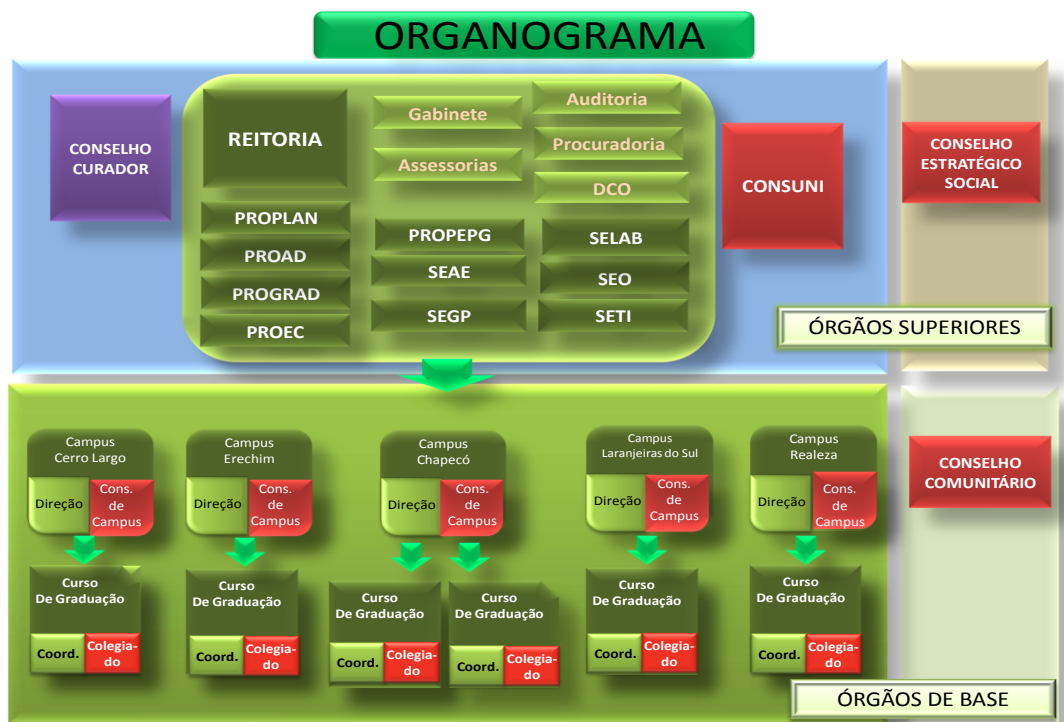 ORGANOGRAMA
CONSELHO
CURADOR
REITORIA
Gabinete
Assessorias
Auditoria
Procuradoria
DCO
PROPLAN
PROAD
PROGRAD
PROEC
PROPEPG
SEAE
SEGP
SELAB
SEO
SETI
CONSUNI
CONSELHO
ESTRATÉGICO
SOCIAL
ÓRGÃOS SUPERIORES
Campus
Cerro Largo
Direção
Cons.
de
Campus
Curso
De Graduação
Coord.
Colegia-
do
Campus
Erechim
Direção
Cons.
de
Campus
Curso
De Graduação
Coord.
Colegia-
do
Campus
Chapecó
Direção
Cons.
de
Campus
Curso
De Graduação
Coord.
Colegia-
do
Curso
De Graduação
Coord.
Colegia-
do
Campus
Laranjeiras do Sul
Direção
Cons.
de
Campus
Curso
De Graduação
Coord.
Colegia-
do
Campus
Realeza
Direção
Cons.
de
Campus
Curso
De Graduação
Coord.
Colegia-
do
CONSELHO
COMUNITÁRIO
ÓRGÃOS DE BASE